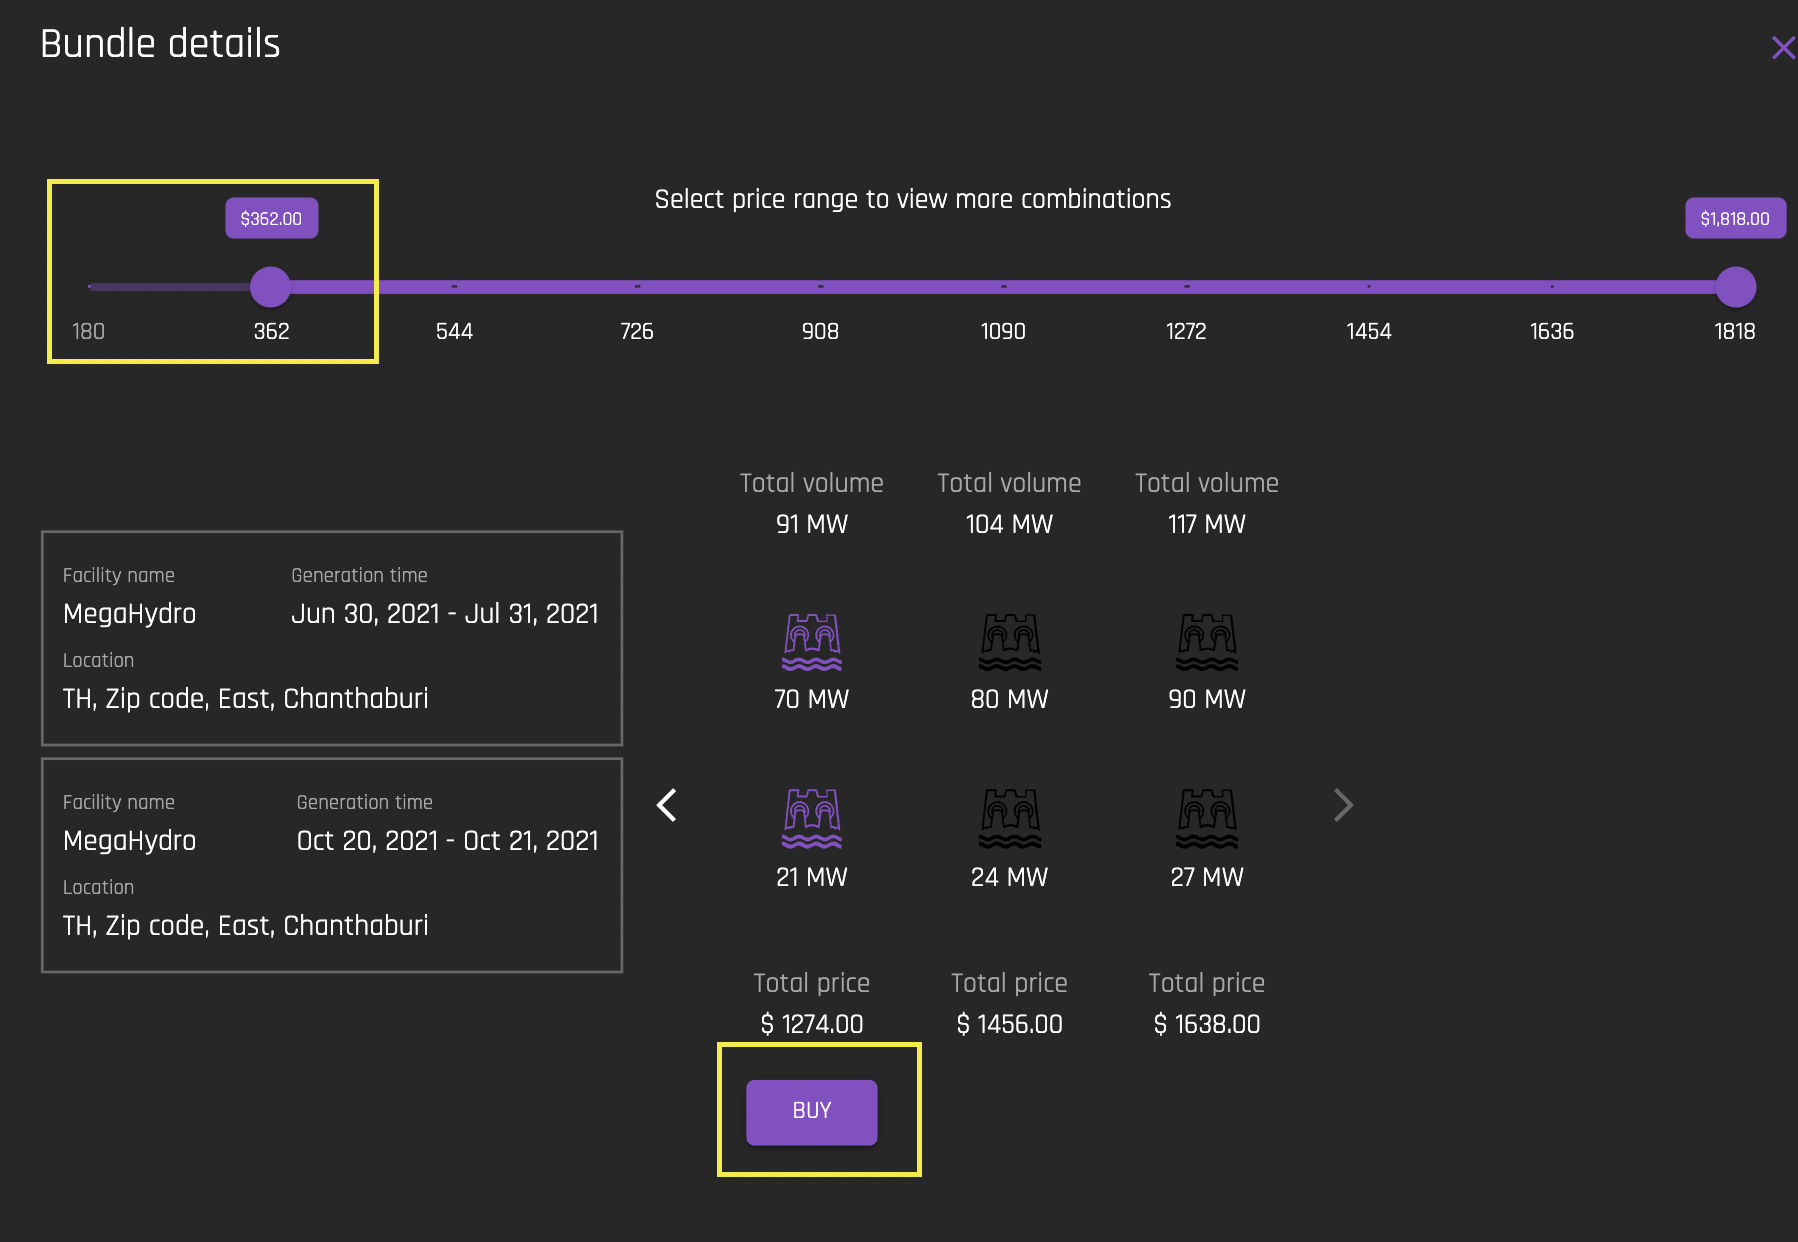 Bundle details
Select price range to view more combinations
$362.00
$1,818.00
180 362 544 726 908 1090 1272 1454 1636 1818
Total volume Total volume Total volume
91 MW 104 MW 117 MW
Facility name Generation time
MegaHydro Jun 30, 2021 - Jul 31, 2021
Location
TH, Zip code, East, Chanthaburi
70 MW 80 MW 90 MW
Facility name Generation time
MegaHydro Oct 20, 2021 - Oct 21, 2021
Location
TH, Zip code, East, Chanthaburi
21 MW 24 MW 27 MW
Total price Total price Total price
$ 1274.00 $ 1456.00 $ 1638.00
BUY